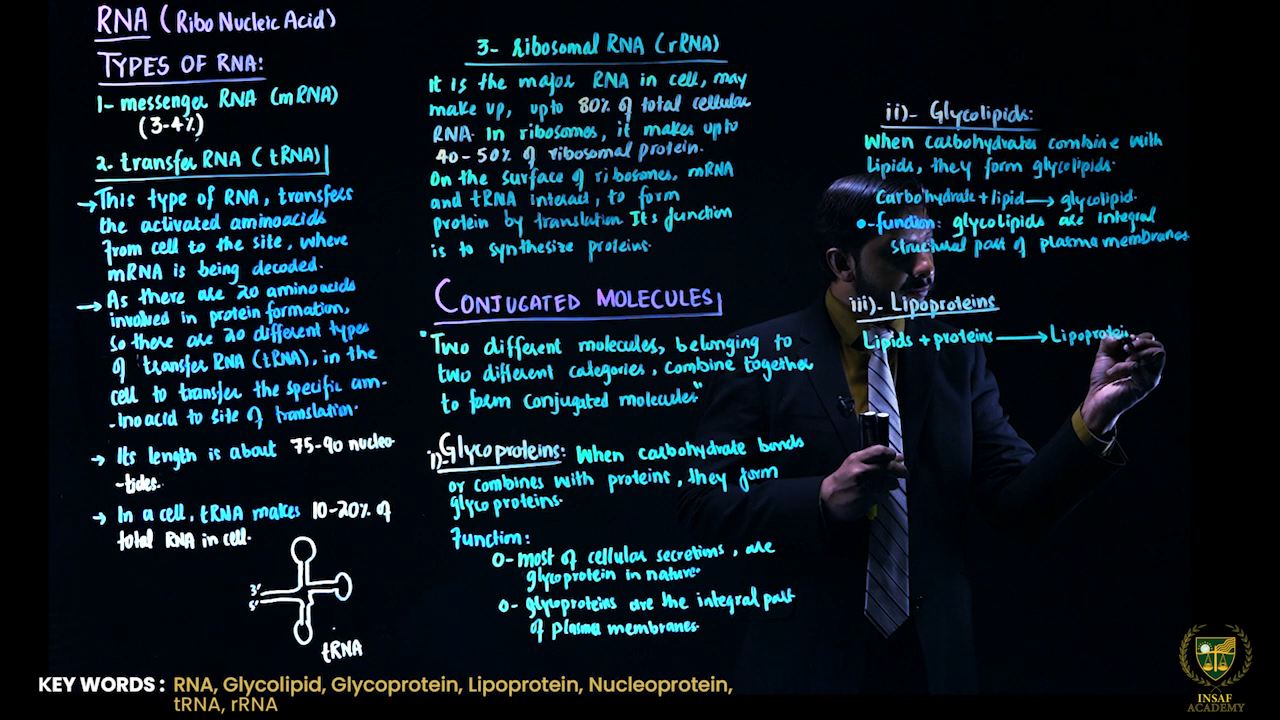 RNA (Ribo Nucleic Acid)
TYPES OF RNA:
1- messenger RNA (mRNA)
(3-4%)
2. transfer RNA (tRNA)
This type of RNA, transfers
the activated aminoacids
from cell to the site, where
mRNA is being decoded.
As there are 20 aminoacids
involved in protein formation,
so there are 20 different types
of transfer RNA (tRNA), in the
cell to transfer the specific am-
-inoacid to site of translation.
Its length is about 75-90 nucleo-
-tides.
In a cell, tRNA makes 10-20% of
total RNA in cell.
3'
5'
tRNA
3- Ribosomal RNA (rRNA)
It is the major RNA in cell, may
make up, upto 80% of total cellular
RNA. In ribosomes, it makes upto
40-50% of ribosomal protein.
On the surface of ribosomes, mRNA
and tRNA interact, to form
protein by translation It's function
is to synthesize proteins.
CONJUGATED MOLECULES
"Two different molecules, belonging to
two different categories, combine together
to form conjugated molecules"
i)- Glycoproteins: When carbohydrate bonds
or combines with proteins, they form
glycoproteins.
Function:
0- most of cellular secretions, are
glycoprotein in nature.
0- glycoproteins are the integral part
of plasma membranes.
ii)- Glycolipids:
When carbohydrates combine with
Lipids, they form glycolipids.
Carbohydrate + lipid → glycolipid.
function: glycolipids are integral
structural part of plasma membranes.
iii). Lipoproteins
Lipids + proteins → Lipoprotein
KEY WORDS : RNA, Glycolipid, Glycoprotein, Lipoprotein, Nucleoprotein,
tRNA, rRNA
INSAF
ACADEMY